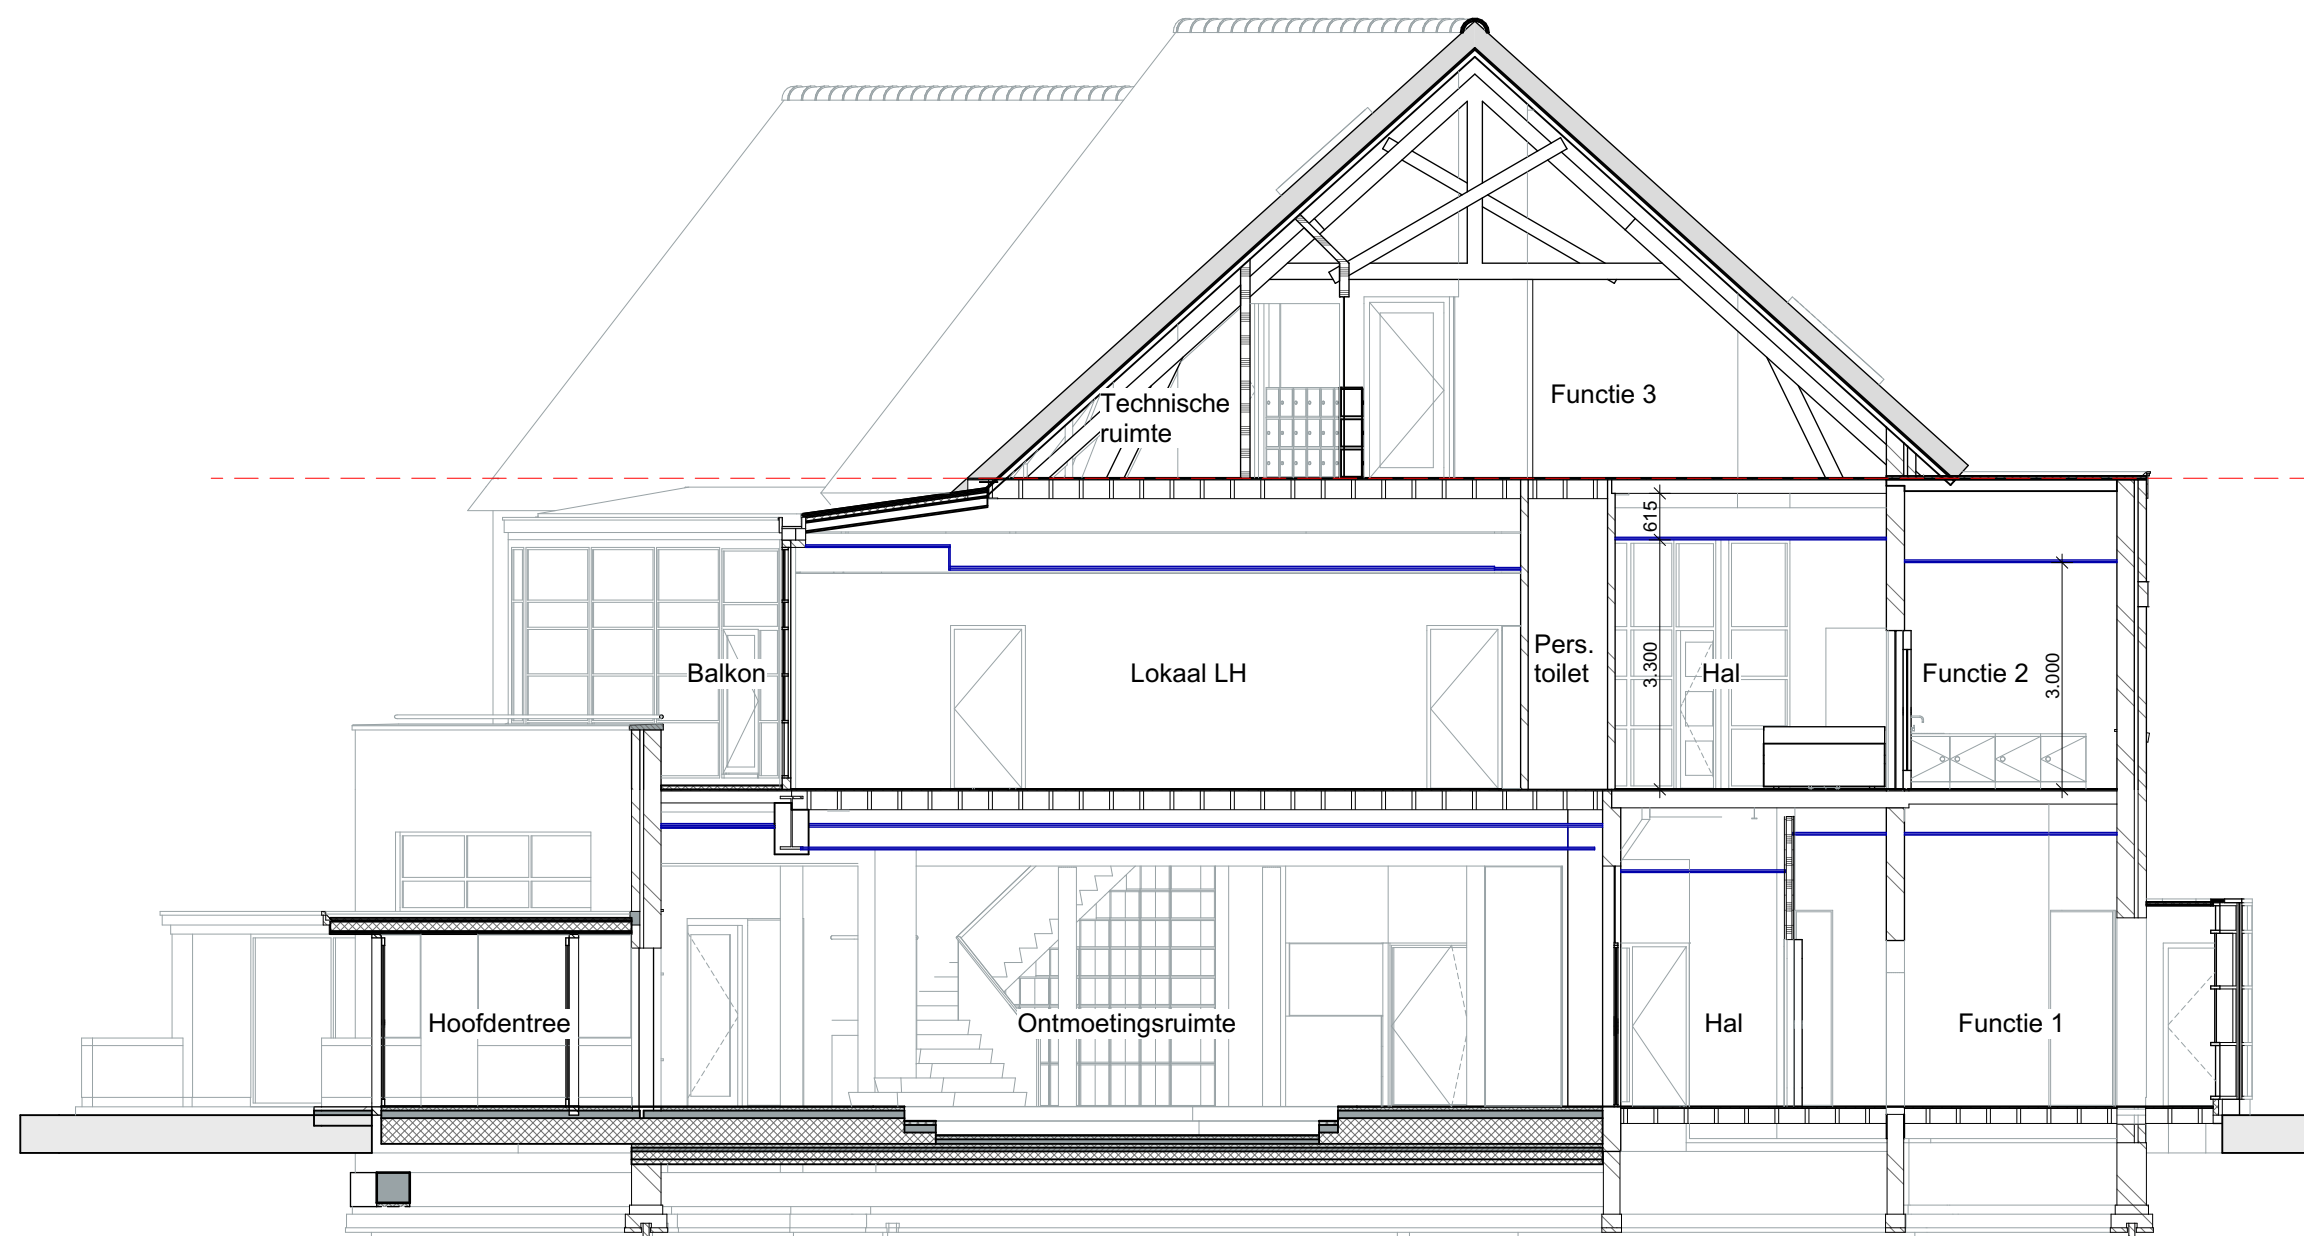 Technische
ruimte
Functie 3
615
Balkon
Lokaal LH
Pers.
toilet
3.300
Hal
Functie 2
3.000
Hoofdentree
Ontmoetingsruimte
Hal
Functie 1